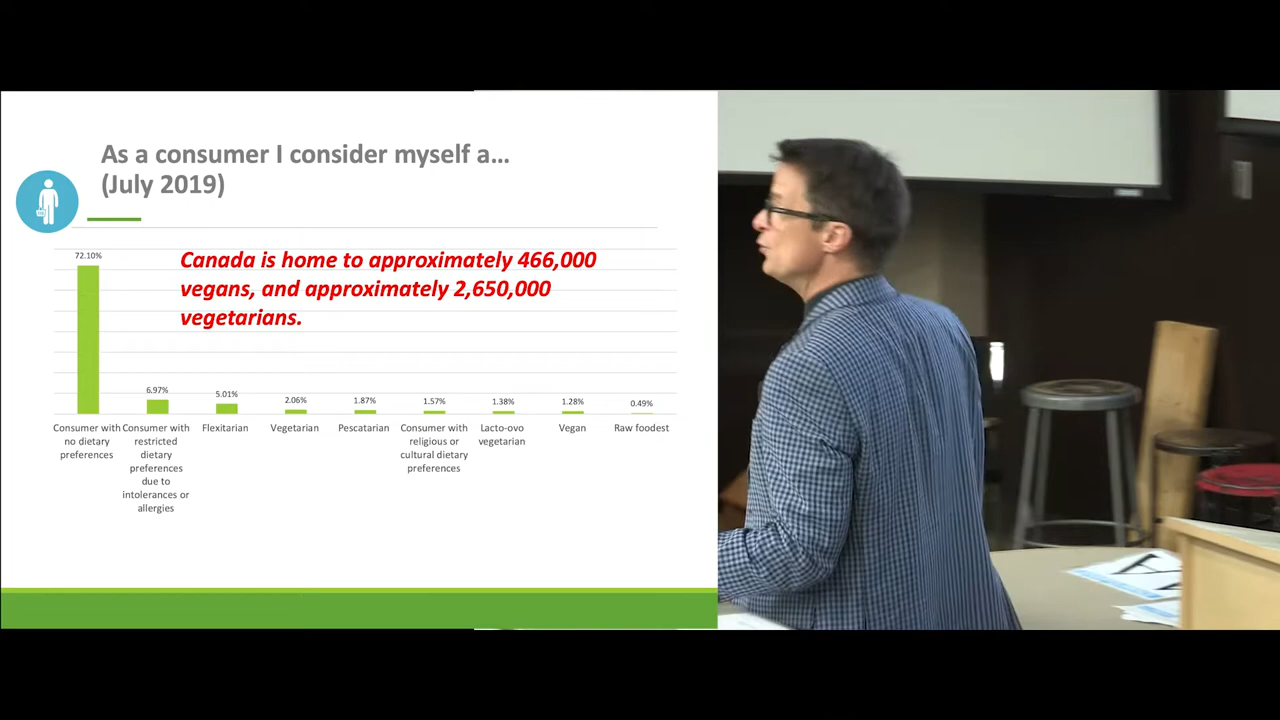 As a consumer I consider myself a…
(July 2019)
Canada is home to approximately 466,000
vegans, and approximately 2,650,000
vegetarians.
72.10%
6.97%
5.01%
2.06%
1.87%
1.57%
1.38%
1.28%
0.49%
Consumer with
no dietary
preferences
Consumer with
restricted
dietary
preferences
due to
intolerances or
allergies
Flexitarian
Vegetarian
Pescatarian
Consumer with
religious or
cultural dietary
preferences
Lacto-ovo
vegetarian
Vegan
Raw foodest